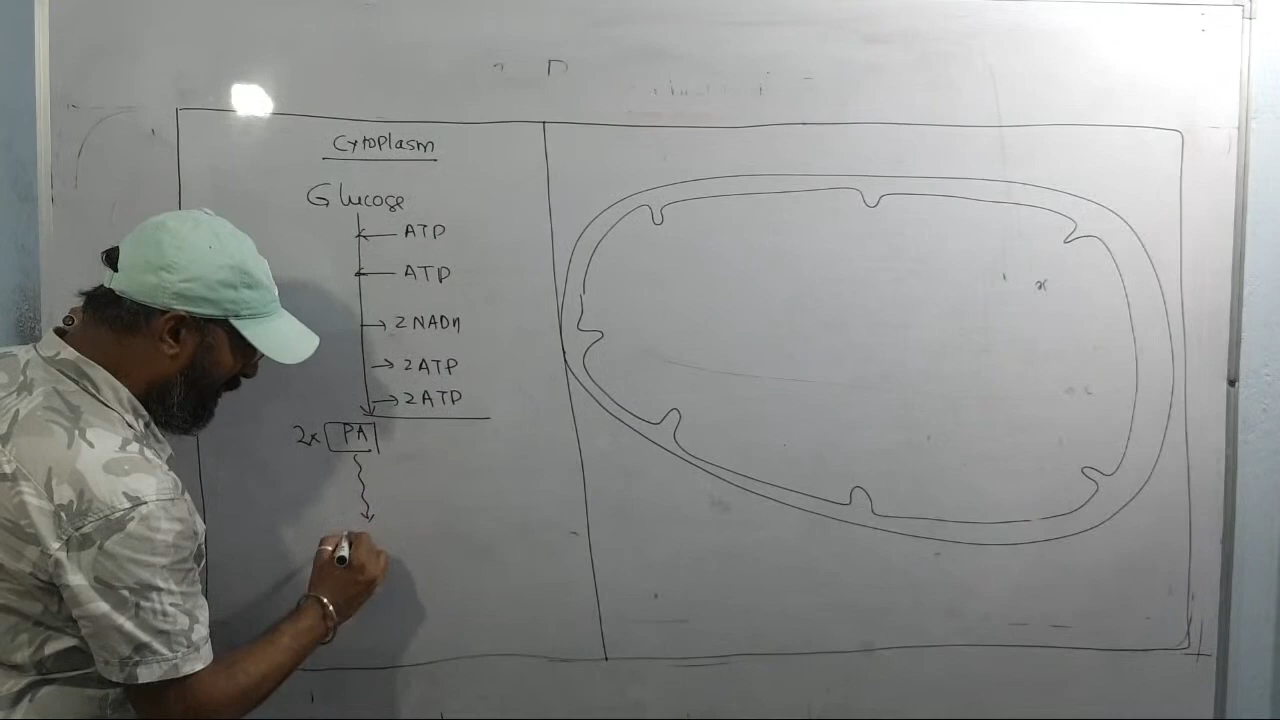 Cytoplasm
Glucose
ATP
ATP
2 NADH
2 ATP
2 ATP
2x PA